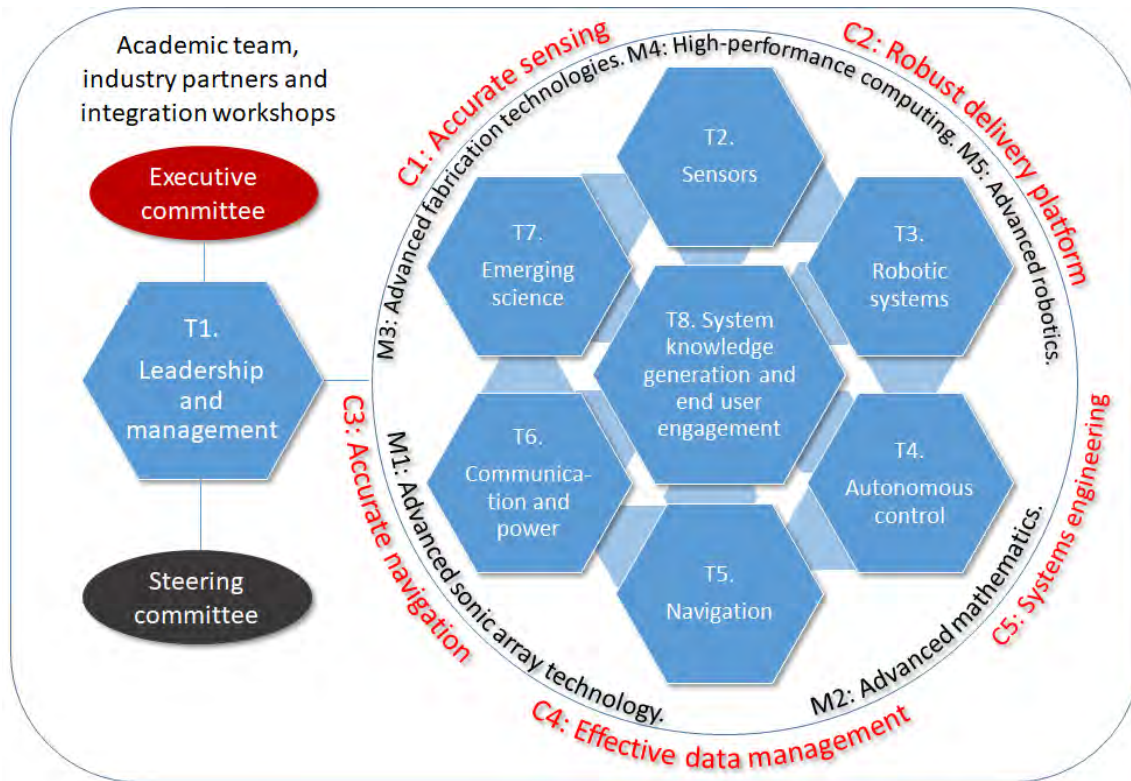 Academic team,
industry partners and
integration workshops
Executive
committee
T1.
Leadership
and
management
Steering
committee
C1: Accurate sensing
C2: Robust delivery platform
C3: Accurate navigation
C4: Effective data management
C5: Systems engineering
M3: Advanced fabrication technologies.
M4: High-performance computing.
M5: Advanced robotics.
M1: Advanced sonic array technology.
M2: Advanced mathematics.
T2.
Sensors
T7.
Emerging
science
T3.
Robotic
systems
T8. System
knowledge
generation and
end user
engagement
T6.
Communica-
tion and
power
T4.
Autonomous
control
T5.
Navigation